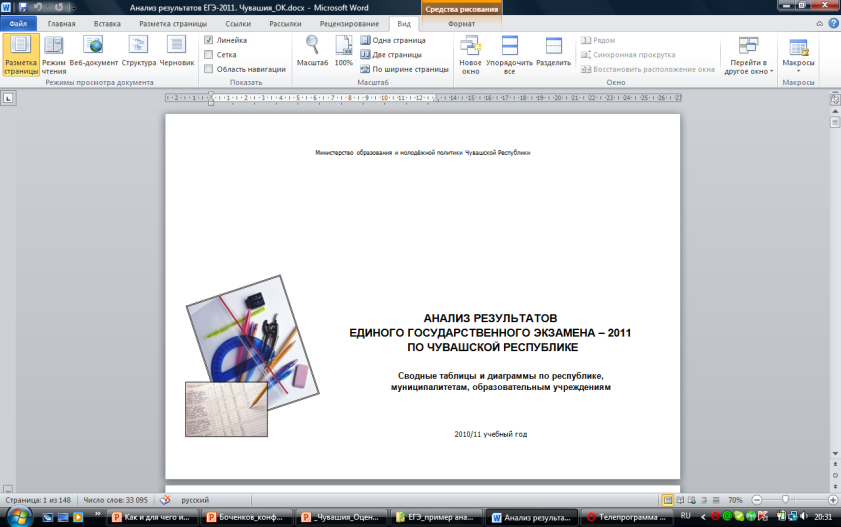 Анализ результатов ЕГЭ-2011. Чувашия_OK.docx - Microsoft Word
Средства рисования
Файл Главная Вставка Разметка страницы Ссылки Рассылки Рецензирование Вид Формат
Разметка страницы
Режим чтения
Веб-документ
Структура
Черновик
Режимы просмотра документа
Линейка
Сетка
Область навигации
Показать
Масштаб
100%
Одна страница
Две страницы
По ширине страницы
Масштаб
Новое окно
Упорядочить все
Разделить
Рядом
Синхронная прокрутка
Восстановить расположение окна
Окно
Перейти в другое окно
Макросы
Макросы
Министерство образования и молодёжной политики Чувашской Республики
АНАЛИЗ РЕЗУЛЬТАТОВ
ЕДИНОГО ГОСУДАРСТВЕННОГО ЭКЗАМЕНА – 2011
ПО ЧУВАШСКОЙ РЕСПУБЛИКЕ
Сводные таблицы и диаграммы по республике,
муниципалитетам, образовательным учреждениям
2010/11 учебный год
Страница: 1 из 148 Число слов: 33 095 русский 70%
Как и для чего и... Боченков_конф... _Чувашия_Оцен... ЕГЭ_пример ана... Анализ результа... Телепрограмма ... RU 20:31